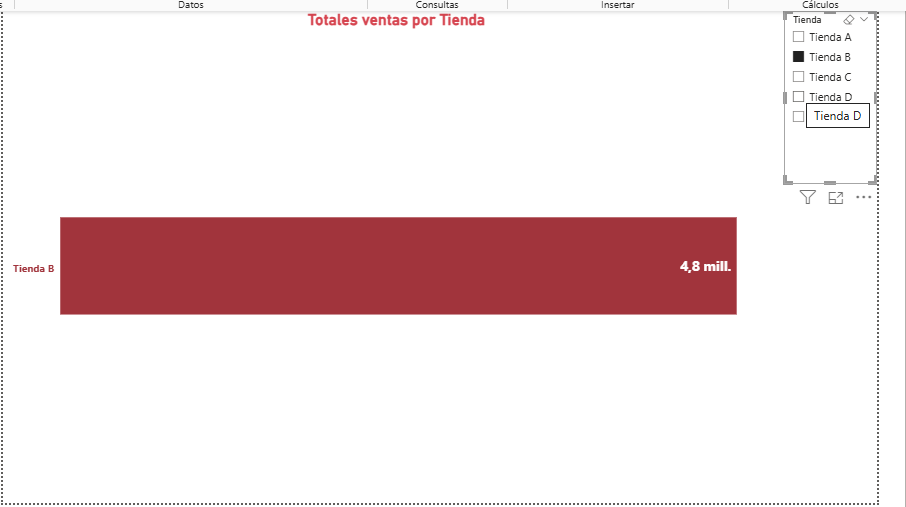 s Datos Consultas Insertar Cálculos
Totales ventas por Tienda
Tienda
Tienda A
Tienda B
Tienda C
Tienda D
Tienda D
Tienda B
4,8 mill.